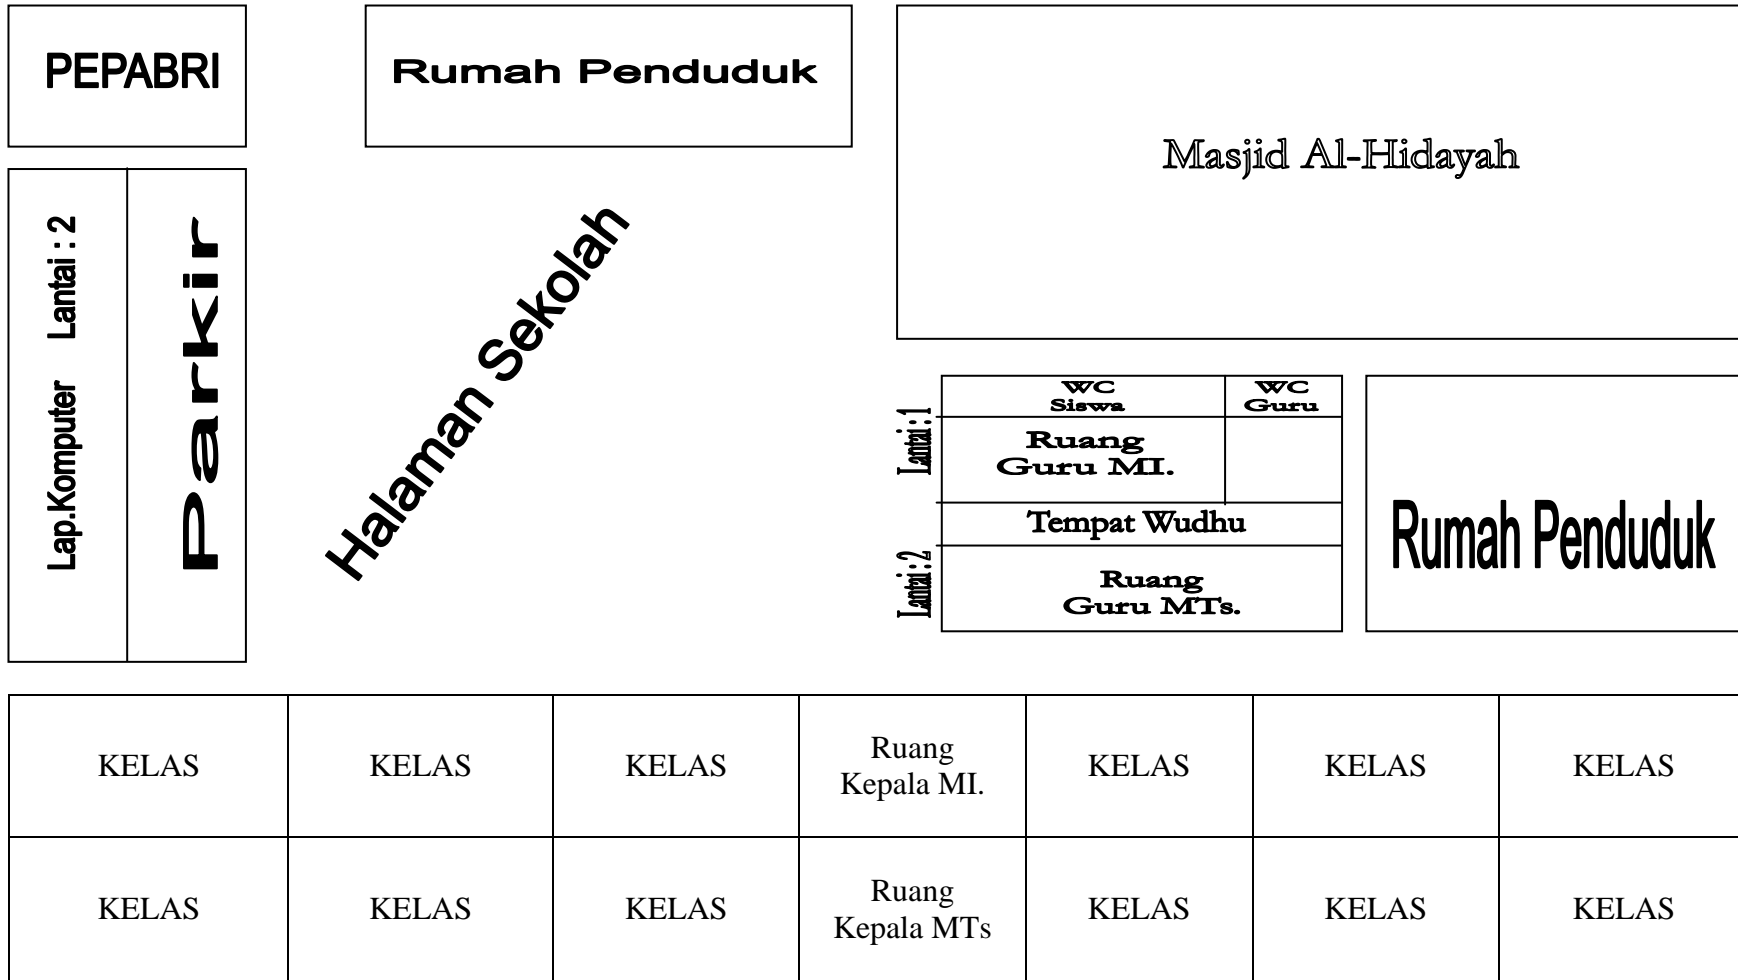 PEPABRI
Rumah Penduduk
Masjid Al-Hidayah
Lap.Komputer Lantai : 2
Parkir
Halaman Sekolah
Lantai : 1
WC
Siswa
WC
Guru
Ruang
Guru MI.
Tempat Wudhu
Lantai : 2
Ruang
Guru MTs.
Rumah Penduduk
KELAS
KELAS
KELAS
Ruang
Kepala MI.
KELAS
KELAS
KELAS
KELAS
KELAS
KELAS
Ruang
Kepala MTs
KELAS
KELAS
KELAS